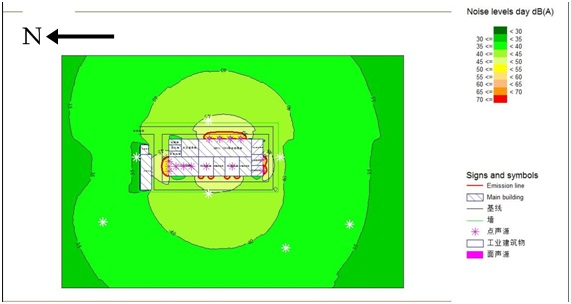 Noise levels day dB(A)
N
< 30
30 <= < 35
35 <= < 40
40 <= < 45
45 <= < 50
50 <= < 55
55 <= < 60
60 <= < 65
65 <= < 70
70 <=
Signs and symbols
Emission line
Main building
基线
墙
点声源
工业建筑物
面声源